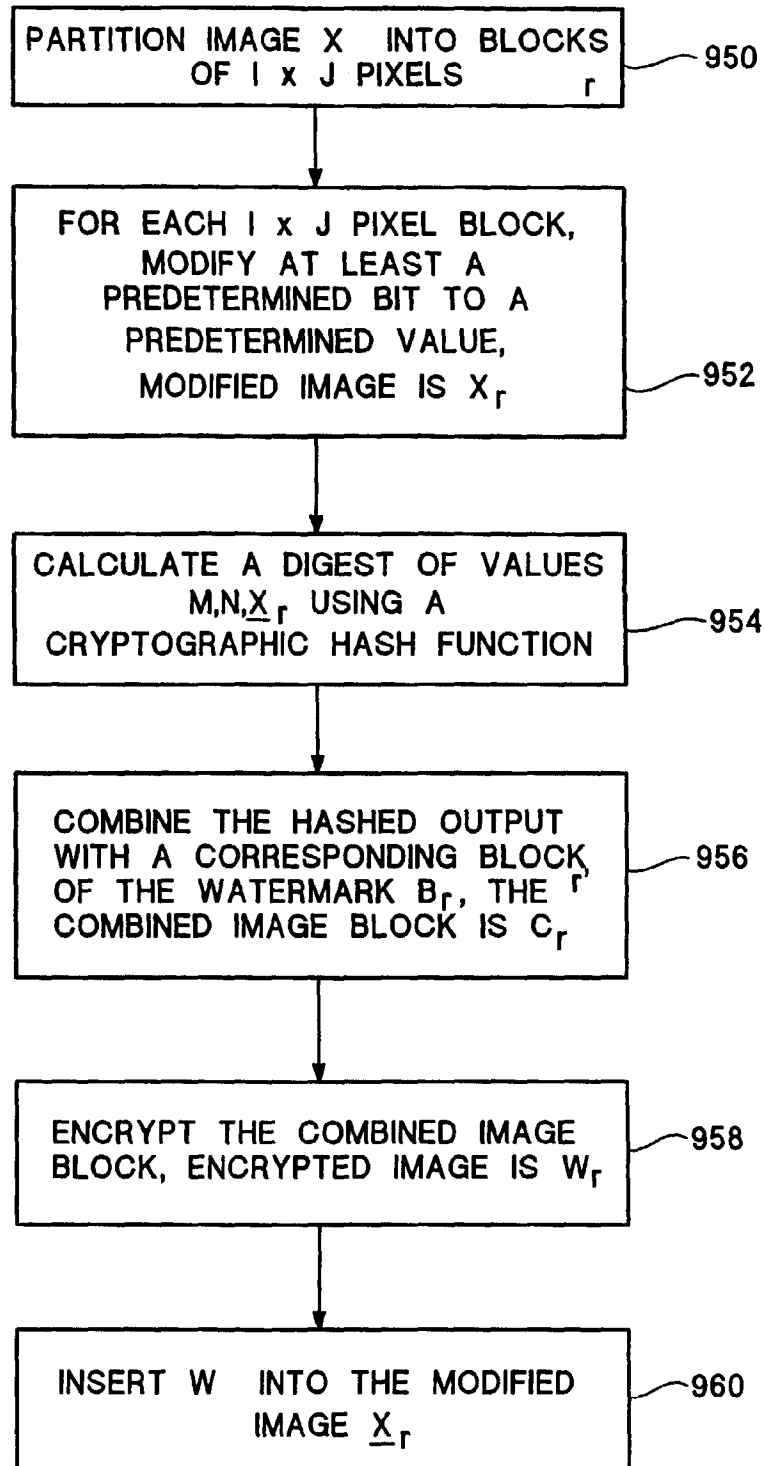 PARTITION IMAGE X INTO BLOCKS
OF I x J PIXELS r
950
FOR EACH I x J PIXEL BLOCK,
MODIFY AT LEAST A
PREDETERMINED BIT TO A
PREDETERMINED VALUE,
MODIFIED IMAGE IS Xr
952
CALCULATE A DIGEST OF VALUES
M,N,Xr USING A
CRYPTOGRAPHIC HASH FUNCTION
954
COMBINE THE HASHED OUTPUT
WITH A CORRESPONDING BLOCK
OF THE WATERMARK Br, THE r,
COMBINED IMAGE BLOCK IS Cr
956
ENCRYPT THE COMBINED IMAGE
BLOCK, ENCRYPTED IMAGE IS Wr
958
INSERT W INTO THE MODIFIED
IMAGE Xr
960